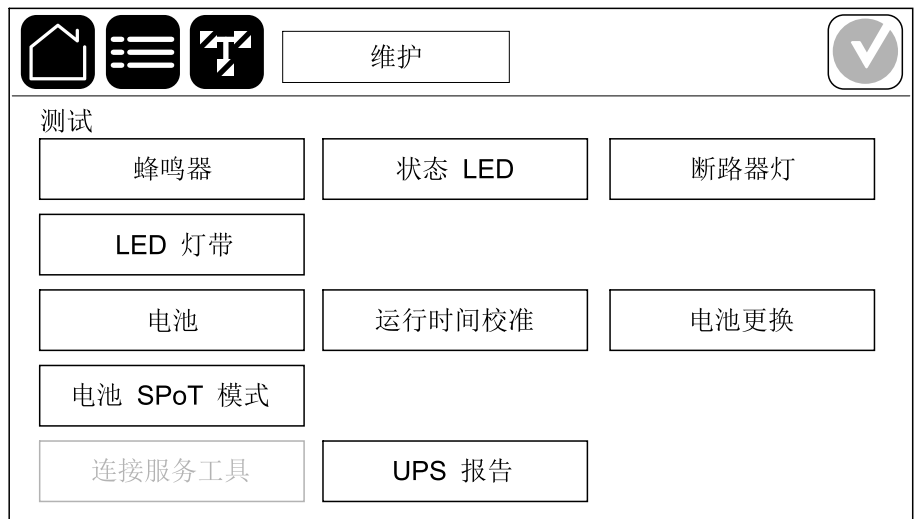 维护
测试
蜂鸣器 状态 LED 断路器灯
LED 灯带
电池 运行时间校准 电池更换
电池 SPoT 模式
连接服务工具 UPS 报告